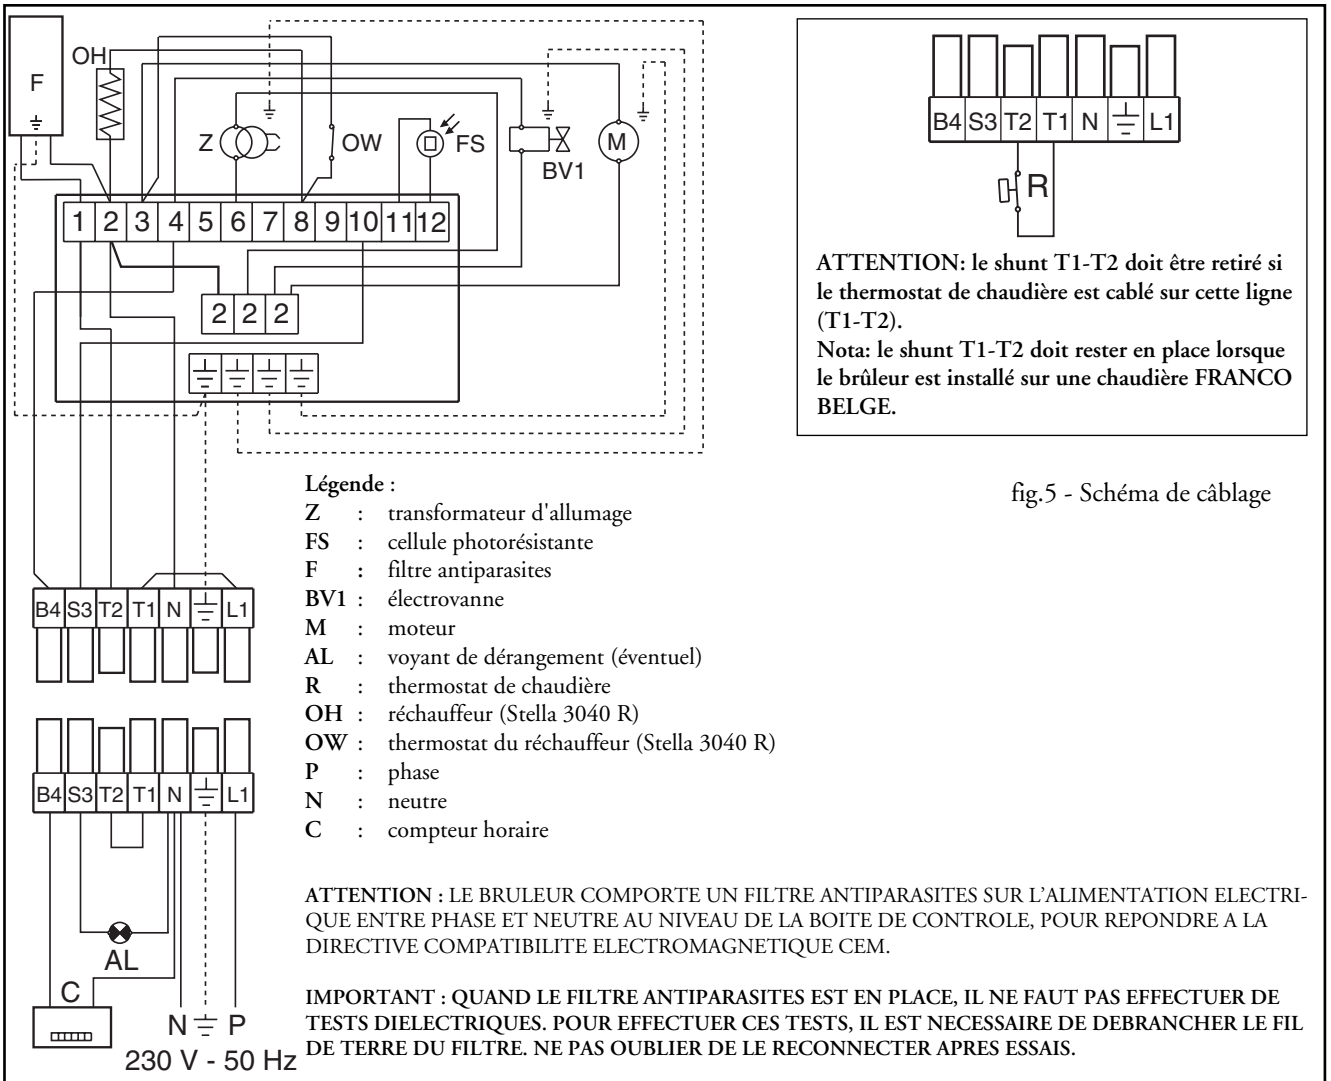 OH
F
Z
OW
FS
BV1
M
1 2 3 4 5 6 7 8 9 10 11 12
2 2 2
B4 S3 T2 T1 N L1
R
ATTENTION: le shunt T1-T2 doit être retiré si
le thermostat de chaudière est cablé sur cette ligne
(T1-T2).
Nota: le shunt T1-T2 doit rester en place lorsque
le brûleur est installé sur une chaudière FRANCO
BELGE.
fig.5 - Schéma de câblage
Légende :
Z : transformateur d'allumage
FS : cellule photorésistante
F : filtre antiparasites
BV1 : électrovanne
M : moteur
AL : voyant de dérangement (éventuel)
R : thermostat de chaudière
OH : réchauffeur (Stella 3040 R)
OW : thermostat du réchauffeur (Stella 3040 R)
P : phase
N : neutre
C : compteur horaire
B4 S3 T2 T1 N L1
B4 S3 T2 T1 N L1
AL
C
N P
230 V - 50 Hz
ATTENTION : LE BRULEUR COMPORTE UN FILTRE ANTIPARASITES SUR L'ALIMENTATION ELECTRI-
QUE ENTRE PHASE ET NEUTRE AU NIVEAU DE LA BOITE DE CONTROLE, POUR REPONDRE A LA
DIRECTIVE COMPATIBILITE ELECTROMAGNETIQUE CEM.
IMPORTANT : QUAND LE FILTRE ANTIPARASITES EST EN PLACE, IL NE FAUT PAS EFFECTUER DE
TESTS DIELECTRIQUES. POUR EFFECTUER CES TESTS, IL EST NECESSAIRE DE DEBRANCHER LE FIL
DE TERRE DU FILTRE. NE PAS OUBLIER DE LE RECONNECTER APRES ESSAIS.